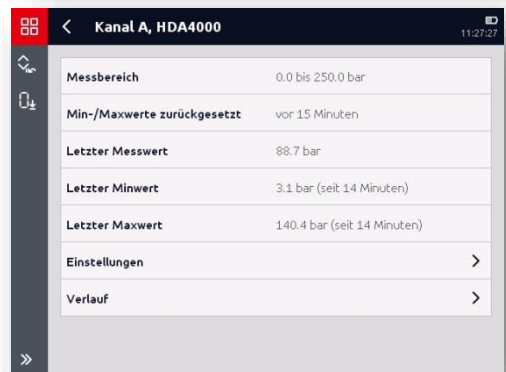 Kanal A, HDA4000
11:27:27
Messbereich 0.0 bis 250.0 bar
Min-/Maxwerte zurückgesetzt vor 15 Minuten
Letzter Messwert 88.7 bar
Letzter Minwert 3.1 bar (seit 14 Minuten)
Letzter Maxwert 140.4 bar (seit 14 Minuten)
Einstellungen
Verlauf